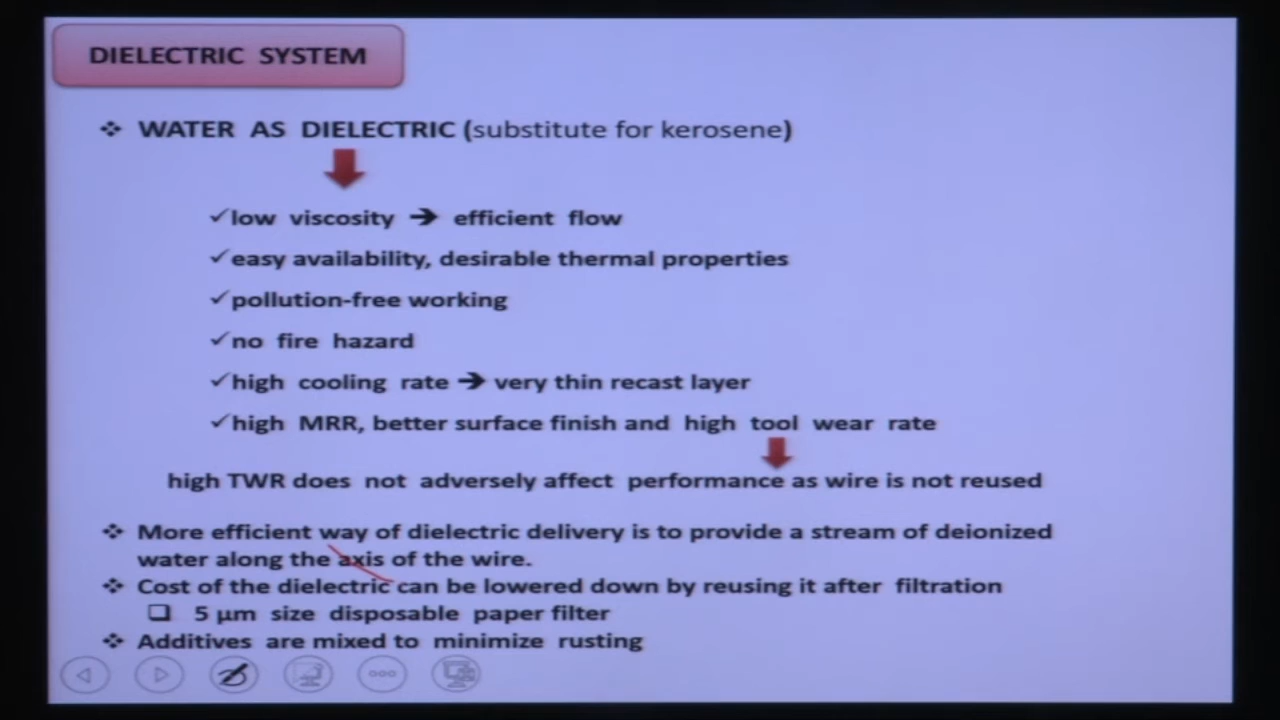 DIELECTRIC SYSTEM
❖ WATER AS DIELECTRIC (substitute for kerosene)
✓low viscosity ➔ efficient flow
✓easy availability, desirable thermal properties
✓pollution-free working
✓no fire hazard
✓high cooling rate ➔ very thin recast layer
✓high MRR, better surface finish and high tool wear rate
high TWR does not adversely affect performance as wire is not reused
❖ More efficient way of dielectric delivery is to provide a stream of deionized
water along the axis of the wire.
❖ Cost of the dielectric can be lowered down by reusing it after filtration
❑ 5 µm size disposable paper filter
❖ Additives are mixed to minimize rusting